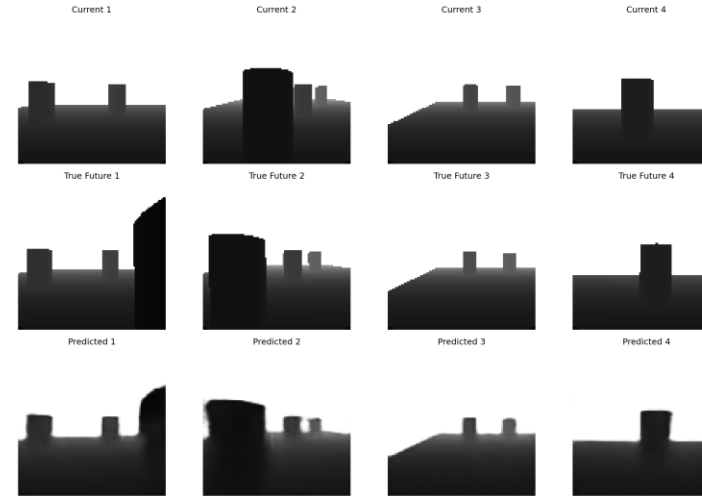 Current 1
Current 2
Current 3
Current 4
True Future 1
True Future 2
True Future 3
True Future 4
Predicted 1
Predicted 2
Predicted 3
Predicted 4